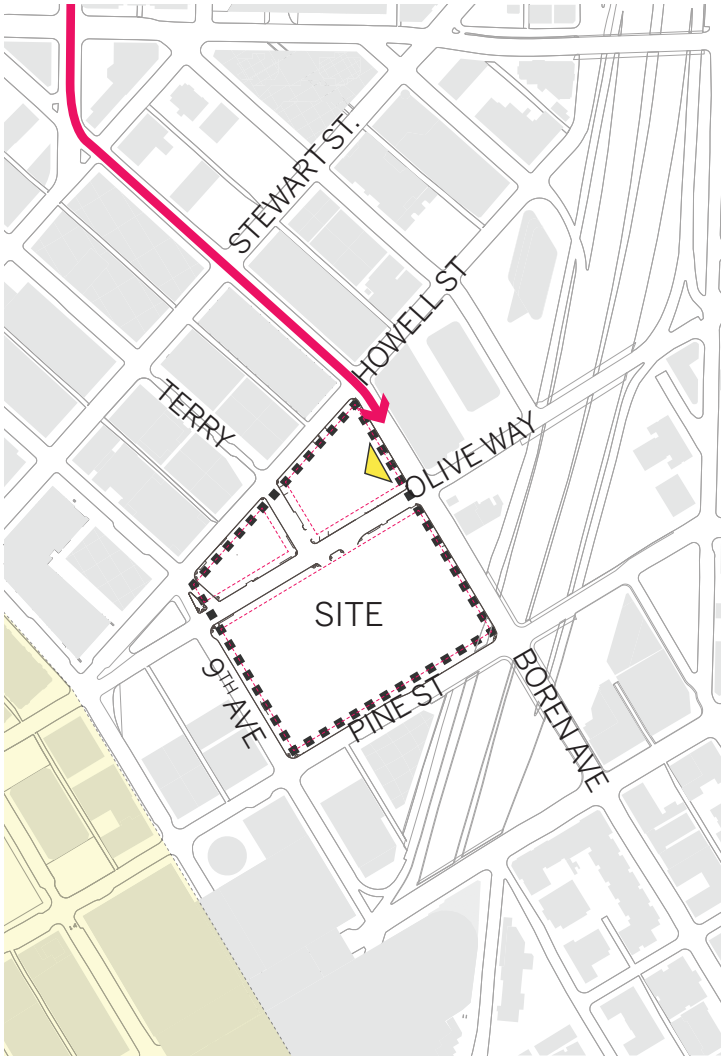 STEWART ST.
HOWELL ST
TERRY
OLIVE WAY
SITE
9TH AVE
PINE ST
BOREN AVE